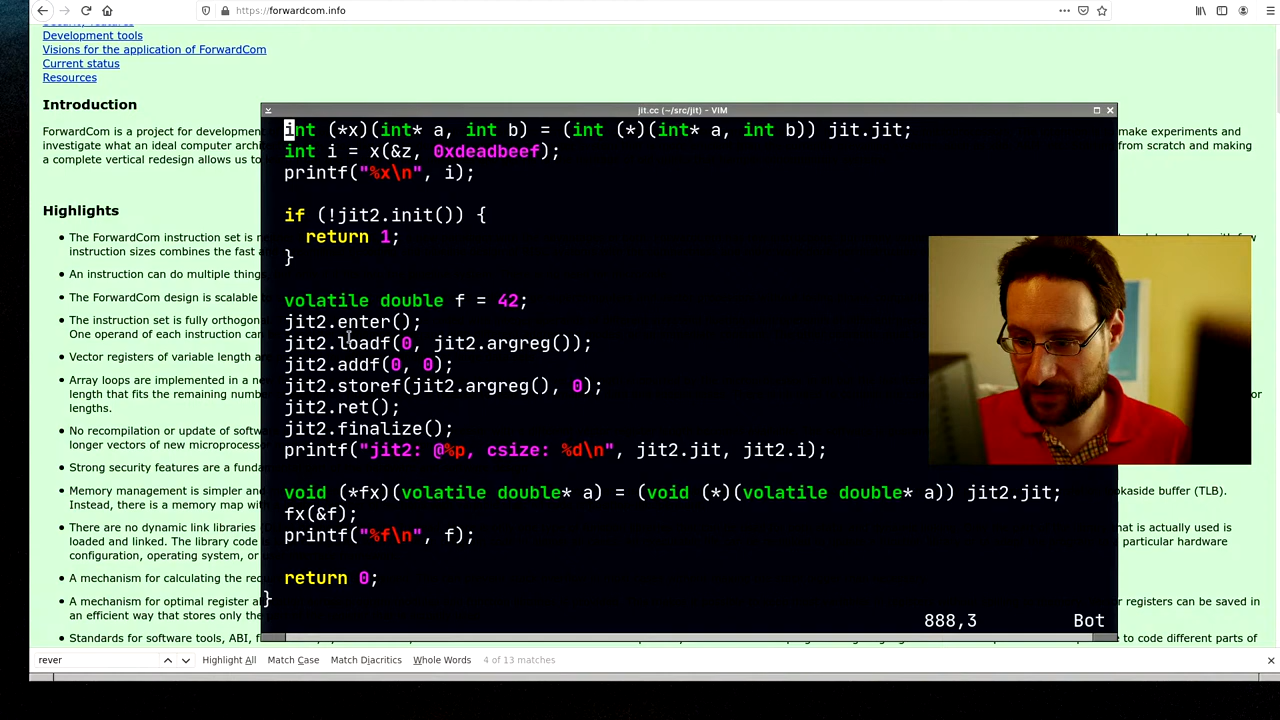 https://forwardcom.info
Security features
Development tools
Visions for the application of ForwardCom
Current status
Resources
Introduction
ForwardCom is a project for developmen
make experiments and
investigate what an ideal computer archi
from scratch and making
a complete vertical redesign allows us to
Highlights
The ForwardCom instruction set is n
instruction sizes combines the fast a
An instruction can do multiple thing
The ForwardCom design is scalable
The instruction set is fully orthogona
One operand of each instruction can
Vector registers of variable length a
Array loops are implemented in a ne
length that fits the remaining numb
or
lengths.
No recompilation or update of softw
longer vectors of new microprocesso
Strong security features are a funda
Memory management is simpler and
okaside buffer (TLB).
Instead, there is a memory map wit
There are no dynamic link libraries (
hat is actually used is
loaded and linked. The library code i
particular hardware
configuration, operating system, or
A mechanism for calculating the req
A mechanism for optimal register al
r registers can be saved in
an efficient way that stores only the
Standards for software tools, ABI, f
e to code different parts of
jit.cc (~/src/jit) - VIM
int (*x)(int* a, int b) = (int (*)(int* a, int b)) jit.jit;
int i = x(&z, 0xdeadbeef);
printf("%x\n", i);
if (!jit2.init()) {
return 1;
}
volatile double f = 42;
jit2.enter();
jit2.loadf(0, jit2.argreg());
jit2.addf(0, 0);
jit2.storef(jit2.argreg(), 0);
jit2.ret();
jit2.finalize();
printf("jit2: @%p, csize: %d\n", jit2.jit, jit2.i);
void (*fx)(volatile double* a) = (void (*)(volatile double* a)) jit2.jit;
fx(&f);
printf("%f\n", f);
return 0;
}
888,3 Bot
rever
Highlight All Match Case Match Diacritics Whole Words 4 of 13 matches